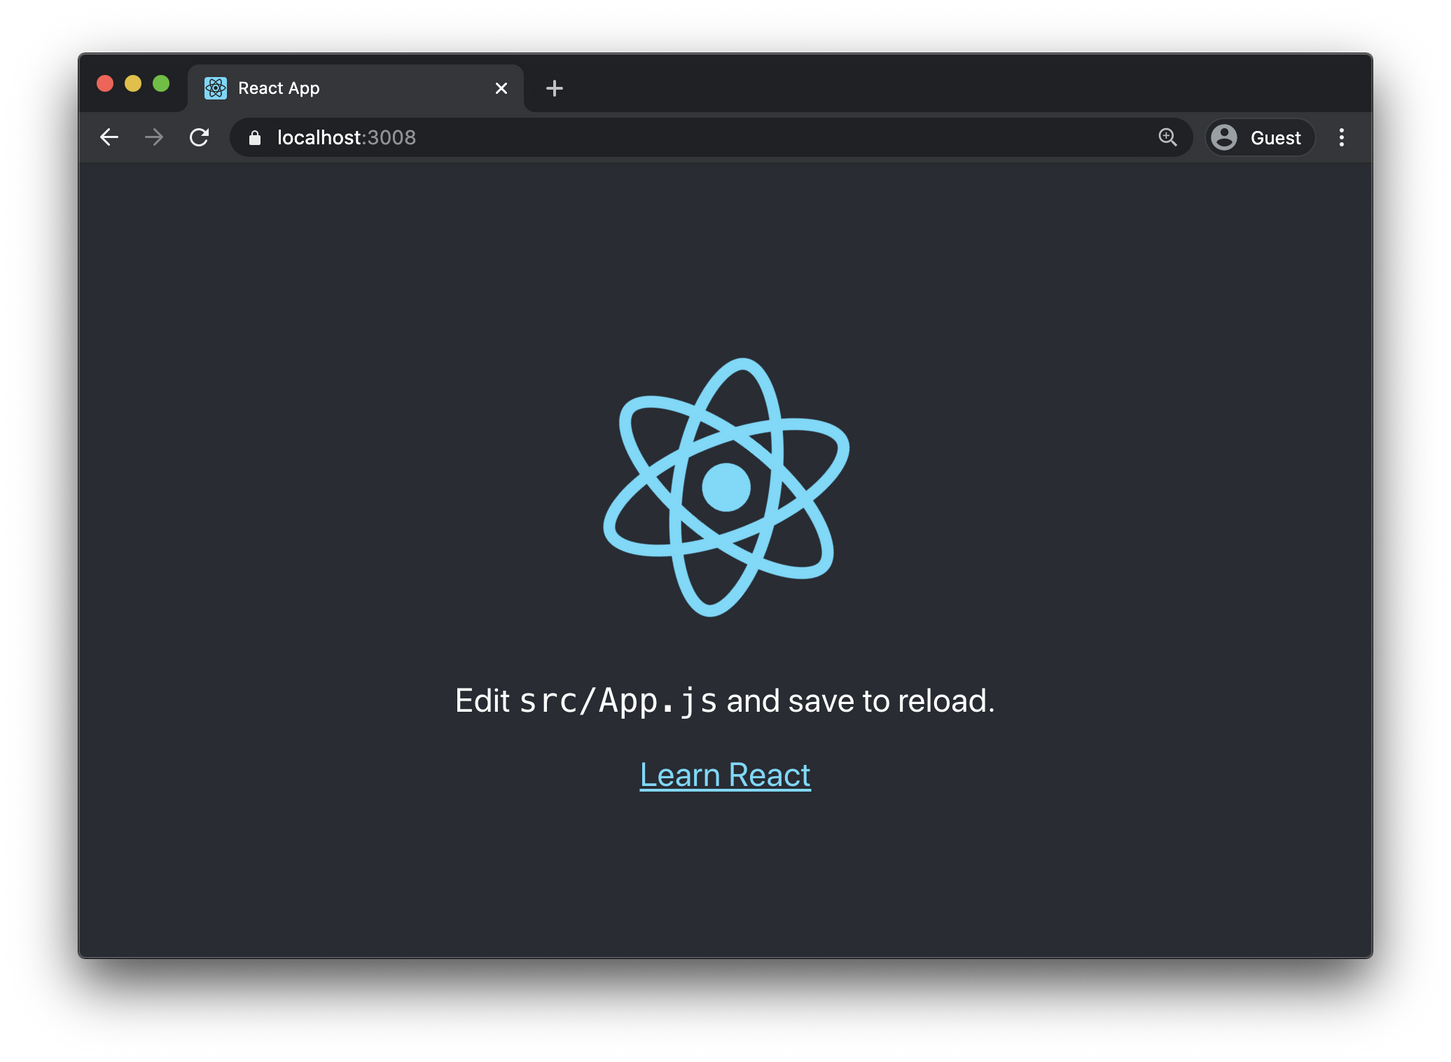 React App
localhost:3008
Guest
Edit src/App.js and save to reload.
Learn React